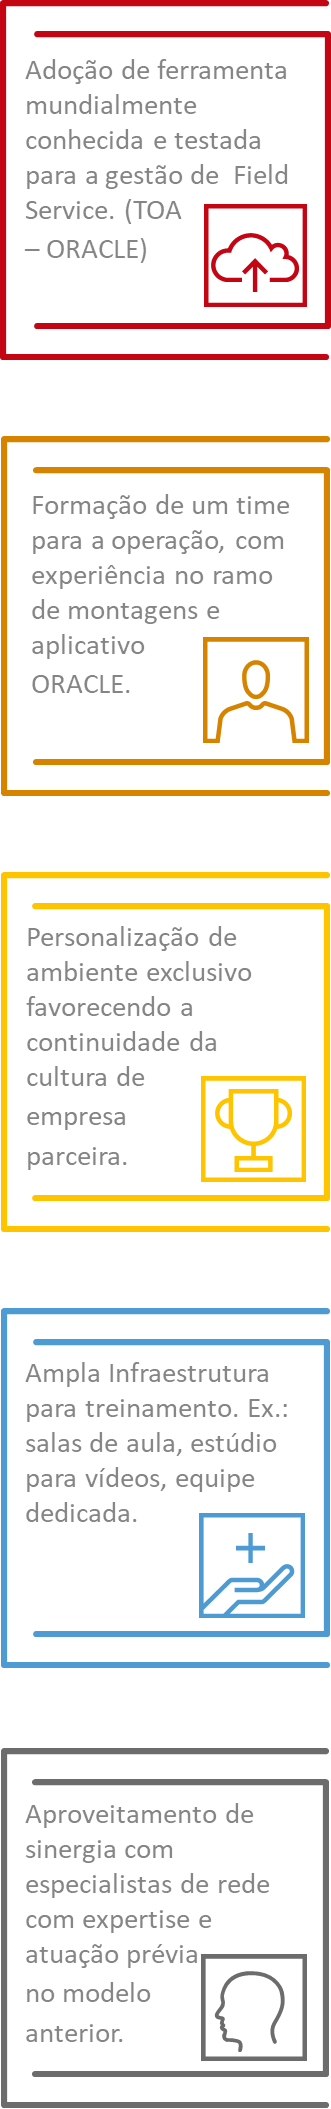 Adoção de ferramenta
mundialmente
conhecida e testada
para a gestão de  Field
Service. (TOA
– ORACLE)
Formação de um time
para a operação, com
experiência no ramo
de montagens e
aplicativo
ORACLE.
Personalização de
ambiente exclusivo
favorecendo a
continuidade da
cultura de
empresa
parceira.
Ampla Infraestrutura
para treinamento. Ex.:
salas de aula, estúdio
para vídeos, equipe
dedicada.
Aproveitamento de
sinergia com
especialistas de rede
com expertise e
atuação prévia
no modelo
anterior.